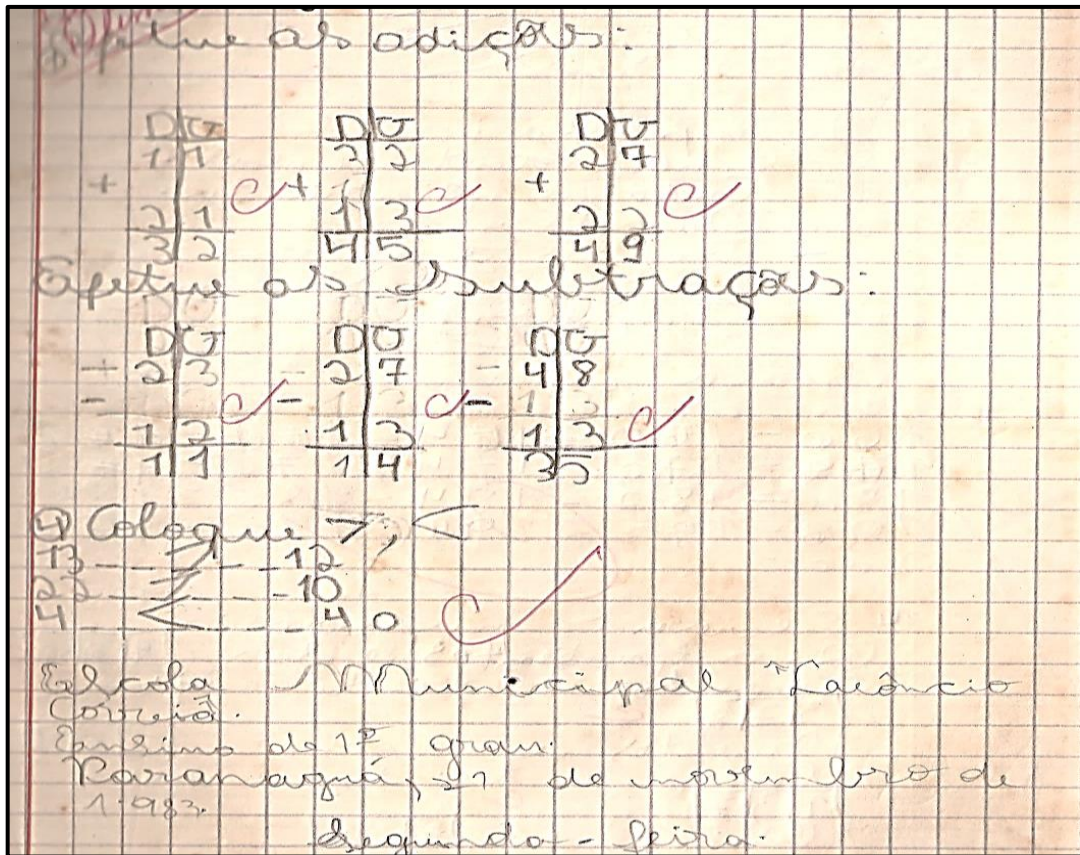 Efetue as adições:
D U D U D U
1 1 3 2 2 7
+ + +
2 1 1 3 2 2
3 2 4 5 4 9
Efetue as Subtrações:
D U D U D U
2 3 2 7 4 8
- - -
1 2 1 3 1 3
1 1 1 4 3 5
4) Coloque >, <
13 > 12
22 > 10
4 < 40
Escola Municipal "Lacôncio
Correia.
Ensino de 1º grau.
Paranaguá, 21 de novembro de
1.983.
Segunda-feira.